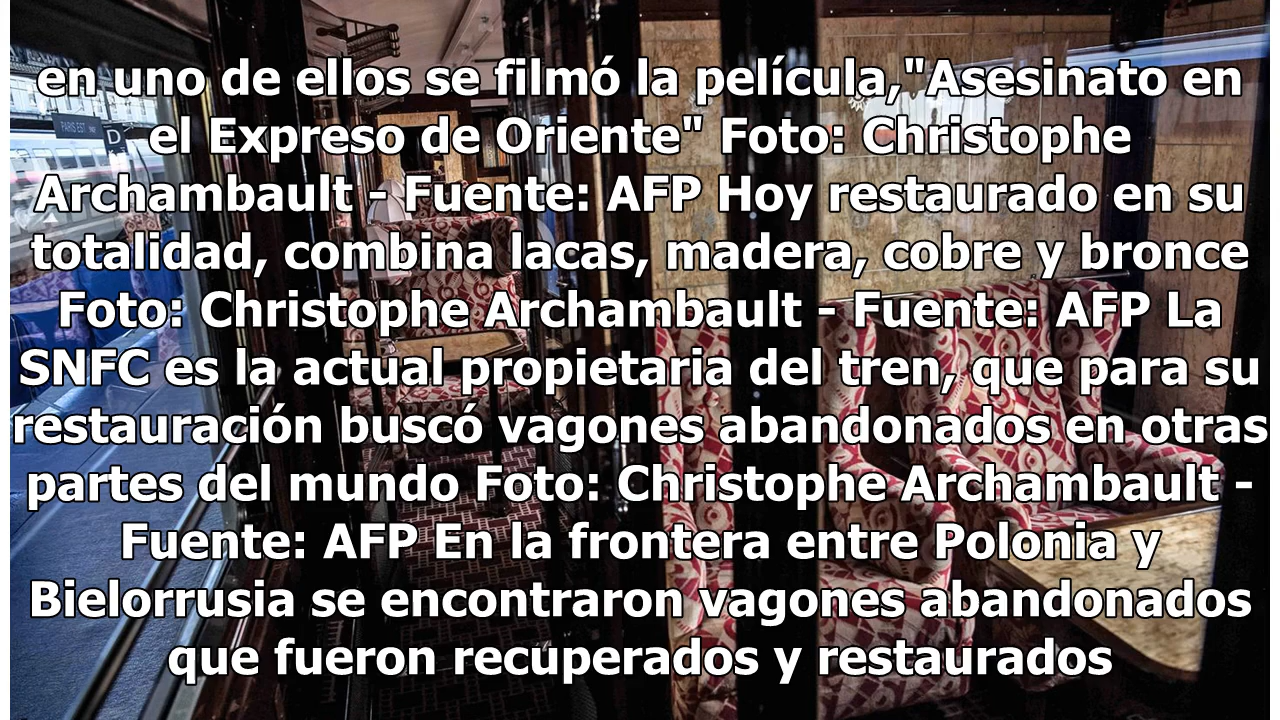 en uno de ellos se filmó la película,"Asesinato en
el Expreso de Oriente" Foto: Christophe
Archambault - Fuente: AFP Hoy restaurado en su
totalidad, combina lacas, madera, cobre y bronce
Foto: Christophe Archambault - Fuente: AFP La
SNFC es la actual propietaria del tren, que para su
restauración buscó vagones abandonados en otras
partes del mundo Foto: Christophe Archambault -
Fuente: AFP En la frontera entre Polonia y
Bielorrusia se encontraron vagones abandonados
que fueron recuperados y restaurados
PARIS EST
D